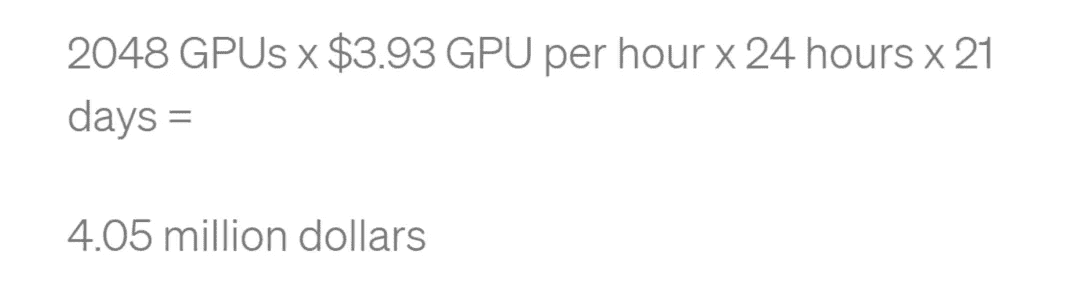 2048 GPUs x $3.93 GPU per hour x 24 hours x 21
days =
4.05 million dollars